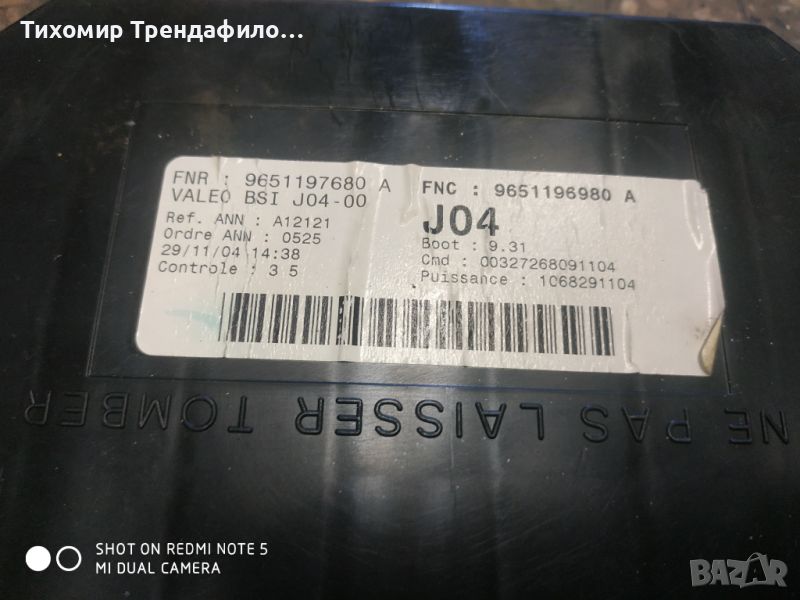 Тихомир Трендафило...
FNR : 9651197680 A
VALEO BSI J04-00
Ref. ANN : A12121
Ordre ANN : 0525
29/11/04 14:38
Controle : 3 5
FNC : 9651196980 A
J04
Boot : 9.31
Cmd : 00327268091104
Puissance : 1068291104
NE PAS LAISSER TOMBER
SHOT ON REDMI NOTE 5
MI DUAL CAMERA
BAZAR